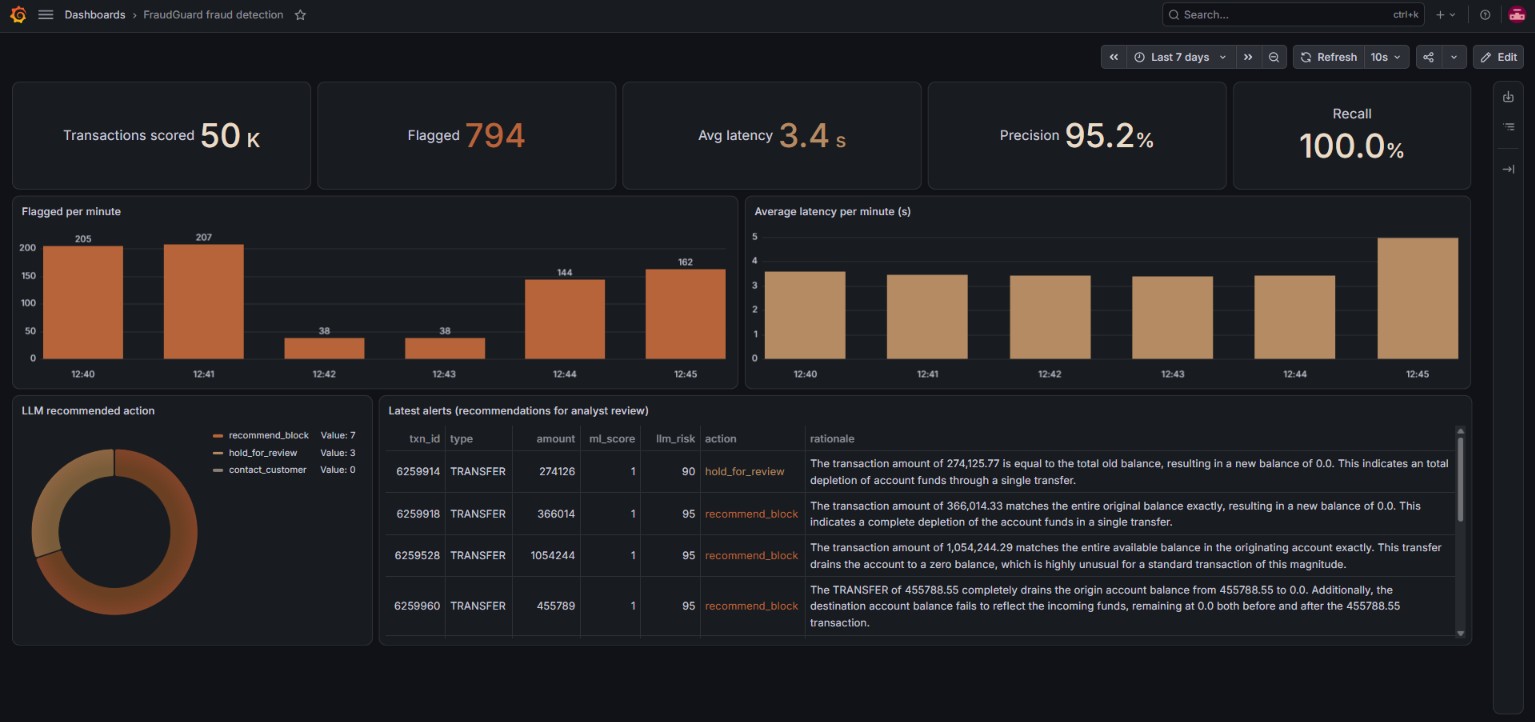 Dashboards › FraudGuard fraud detection
Search... ctrl+k
Last 7 days Refresh 10s Edit
Transactions scored 50 K
Flagged 794
Avg latency 3.4 s
Precision 95.2%
Recall
100.0%
Flagged per minute
205 207 38 38 144 162
200
150
100
50
0
12:40 12:41 12:42 12:43 12:44 12:45
Average latency per minute (s)
5
4
3
2
1
0
12:40 12:41 12:42 12:43 12:44 12:45
LLM recommended action
recommend_block Value: 7
hold_for_review Value: 3
contact_customer Value: 0
Latest alerts (recommendations for analyst review)
txn_id type amount ml_score llm_risk action rationale
6259914 TRANSFER 274126 1 90 hold_for_review The transaction amount of 274,125.77 is equal to the total old balance, resulting in a new balance of 0.0. This indicates an total
depletion of account funds through a single transfer.
6259918 TRANSFER 366014 1 95 recommend_block The transaction amount of 366,014.33 matches the entire original balance exactly, resulting in a new balance of 0.0. This
indicates a complete depletion of the account funds in a single transfer.
6259528 TRANSFER 1054244 1 95 recommend_block The transaction amount of 1,054,244.29 matches the entire available balance in the originating account exactly. This transfer
drains the account to a zero balance, which is highly unusual for a standard transaction of this magnitude.
6259960 TRANSFER 455789 1 95 recommend_block The TRANSFER of 455788.55 completely drains the origin account balance from 455788.55 to 0.0. Additionally, the
destination account balance fails to reflect the incoming funds, remaining at 0.0 both before and after the 455788.55
transaction.